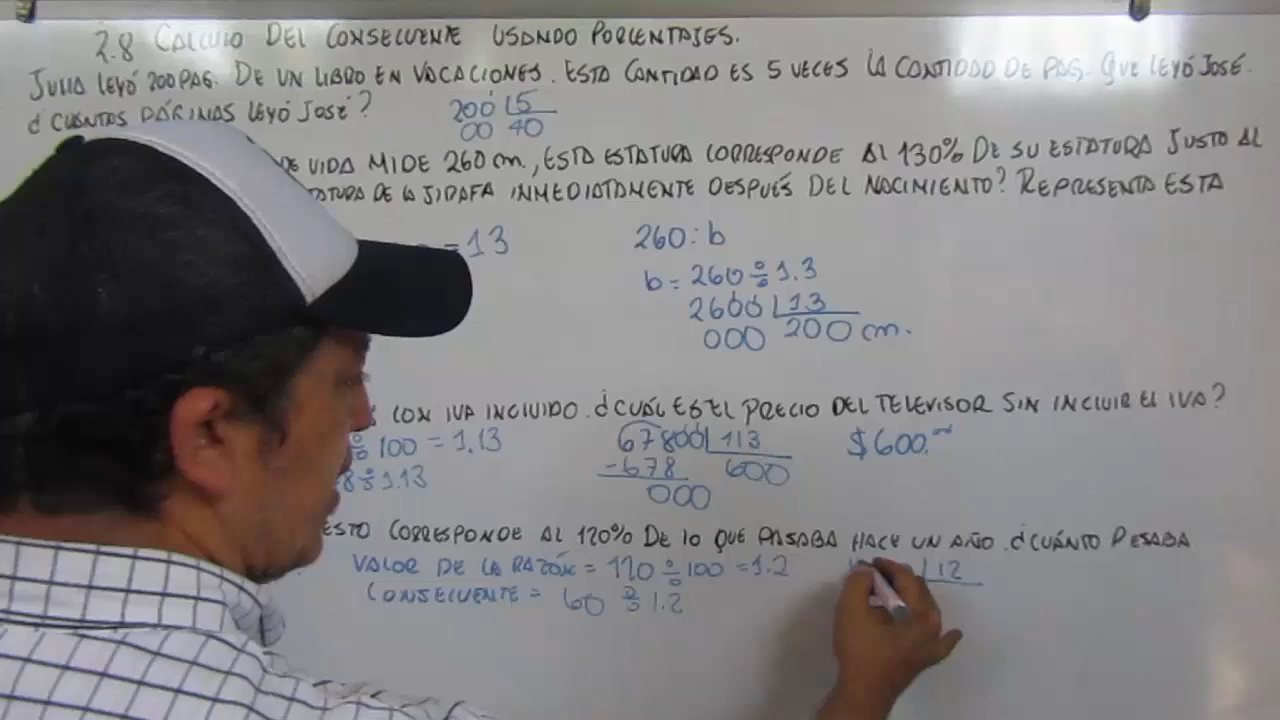 2.8 CALCULO DEL CONSECUENTE USANDO PORCENTAJES.
JULIA LEYÓ 200 PAG. DE UN LIBRO EN VACACIONES. ESTA CANTIDAD ES 5 VECES LA CANTIDAD DE PAG. QUE LEYÓ JOSÉ.
¿CUÁNTAS PÁGINAS LEYÓ JOSÉ?
200 5
00 40
DE VIDA MIDE 260 cm, ESTA ESTATURA CORRESPONDE AL 130% DE SU ESTATURA JUSTO AL
DE LA JIRAFA INMEDIATAMENTE DESPUÉS DEL NACIMIENTO? REPRESENTA ESTA
= 13
260 : b
b = 260 ÷ 1.3
2600 13
000 200 cm.
CON IVA INCLUIDO. ¿CUÁL ES EL PRECIO DEL TELEVISOR SIN INCLUIR EL IVA?
÷ 100 = 1.13
8 ÷ 1.13
67800 113
-678 600
000
$600.00
ESTO CORRESPONDE AL 120% DE LO QUE PASABA HACE UN AÑO. ¿CUÁNTO PESABA
VALOR DE LA RAZÓN = 120 ÷ 100 = 1.2
CONSECUENTE = 60 ÷ 1.2
12